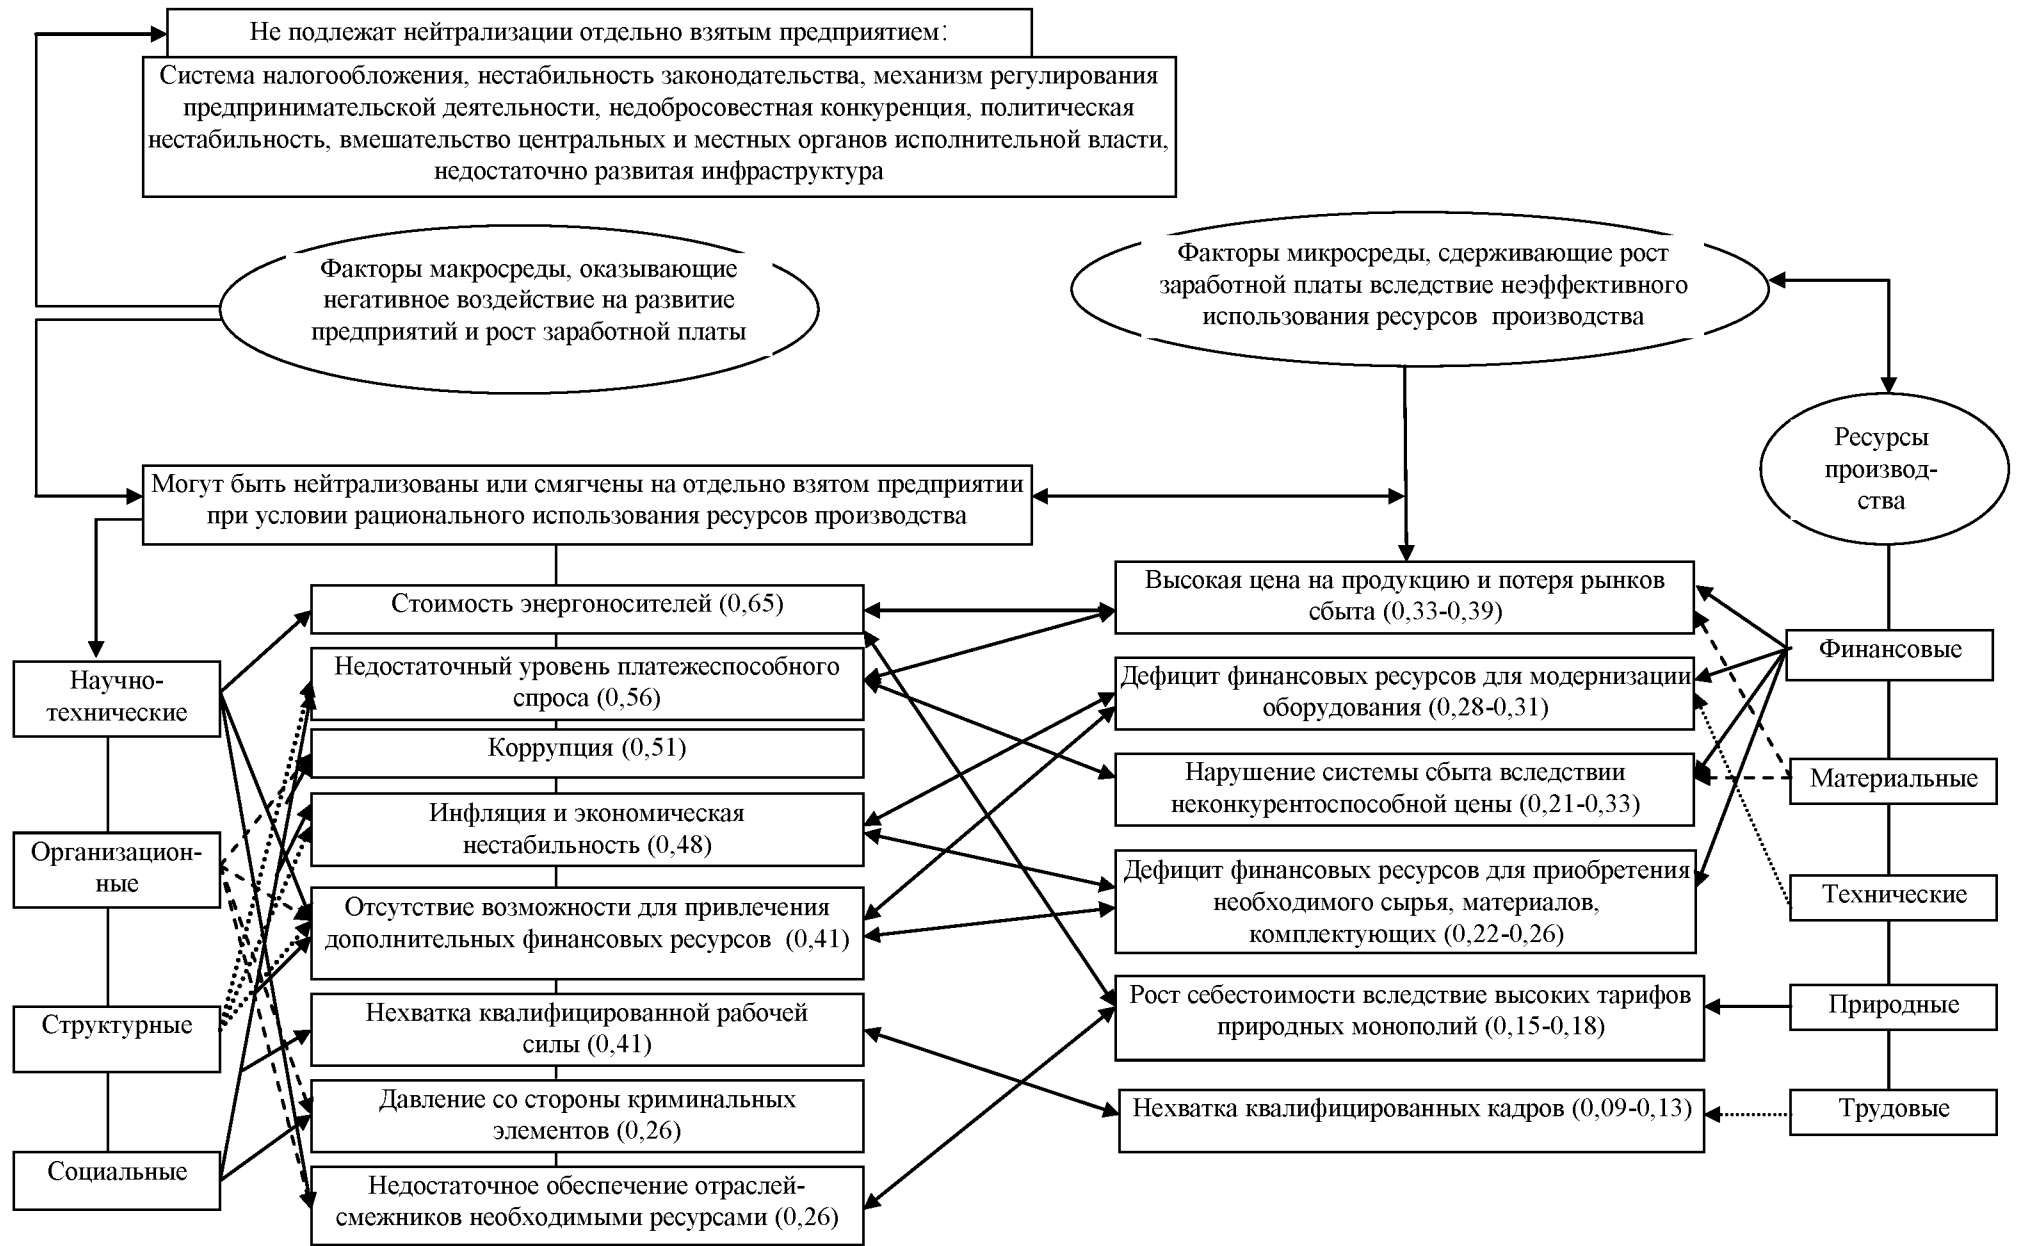 Не подлежат нейтрализации отдельно взятым предприятием:
Система налогообложения, нестабильность законодательства, механизм регулирования
предпринимательской деятельности, недобросовестная конкуренция, политическая
нестабильность, вмешательство центральных и местных органов исполнительной власти,
недостаточно развитая инфраструктура
Факторы макросреды, оказывающие
негативное воздействие на развитие
предприятий и рост заработной платы
Факторы микросреды, сдерживающие рост
заработной платы вследствие неэффективного
использования ресурсов производства
Ресурсы
производ-
ства
Могут быть нейтрализованы или смягчены на отдельно взятом предприятии
при условии рационального использования ресурсов производства
Научно-
технические
Организацион-
ные
Структурные
Социальные
Стоимость энергоносителей (0,65)
Недостаточный уровень платежеспособного
спроса (0,56)
Коррупция (0,51)
Инфляция и экономическая
нестабильность (0,48)
Отсутствие возможности для привлечения
дополнительных финансовых ресурсов (0,41)
Нехватка квалифицированной рабочей
силы (0,41)
Давление со стороны криминальных
элементов (0,26)
Недостаточное обеспечение отраслей-
смежников необходимыми ресурсами (0,26)
Высокая цена на продукцию и потеря рынков
сбыта (0,33-0,39)
Дефицит финансовых ресурсов для модернизации
оборудования (0,28-0,31)
Нарушение системы сбыта вследствии
неконкурентоспособной цены (0,21-0,33)
Дефицит финансовых ресурсов для приобретения
необходимого сырья, материалов,
комплектующих (0,22-0,26)
Рост себестоимости вследствие высоких тарифов
природных монополий (0,15-0,18)
Нехватка квалифицированных кадров (0,09-0,13)
Финансовые
Материальные
Технические
Природные
Трудовые